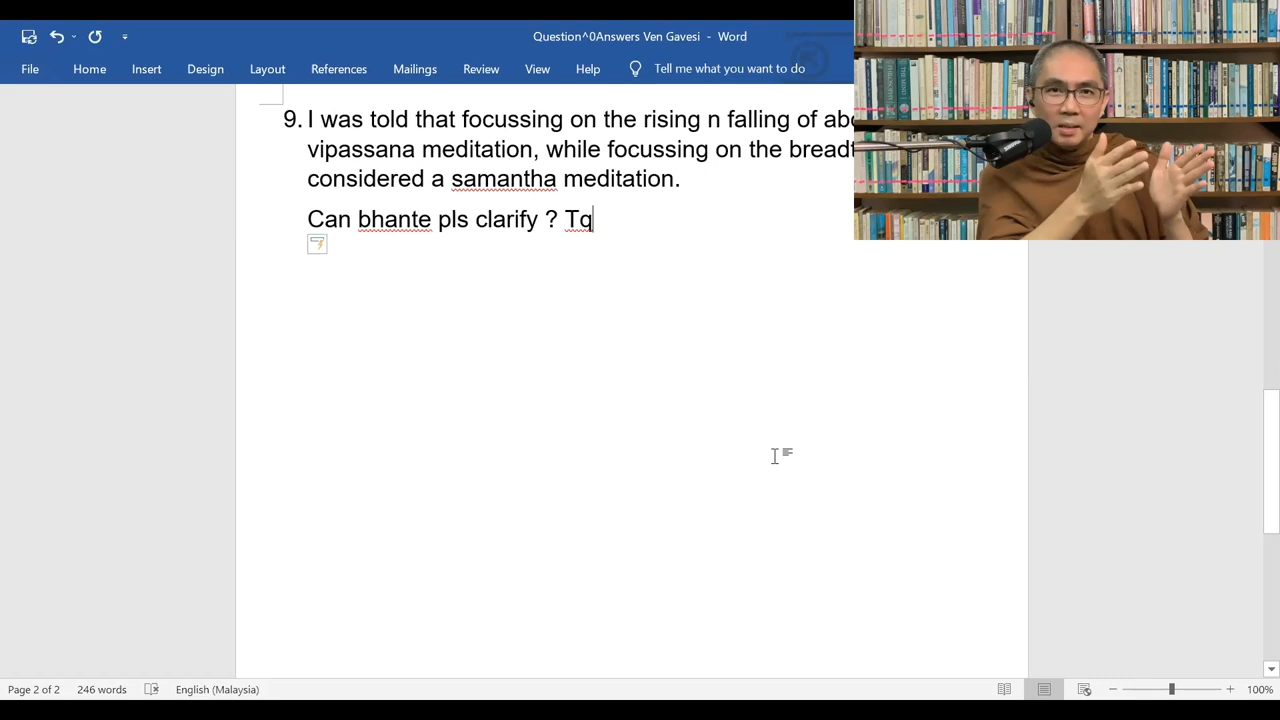 Question^0Answers Ven Gavesi - Word
File Home Insert Design Layout References Mailings Review View Help Tell me what you want to do
9. I was told that focussing on the rising n falling of
vipassana meditation, while focussing on the
considered a samantha meditation.
Can bhante pls clarify ? Tq
Page 2 of 2 246 words English (Malaysia) 100%